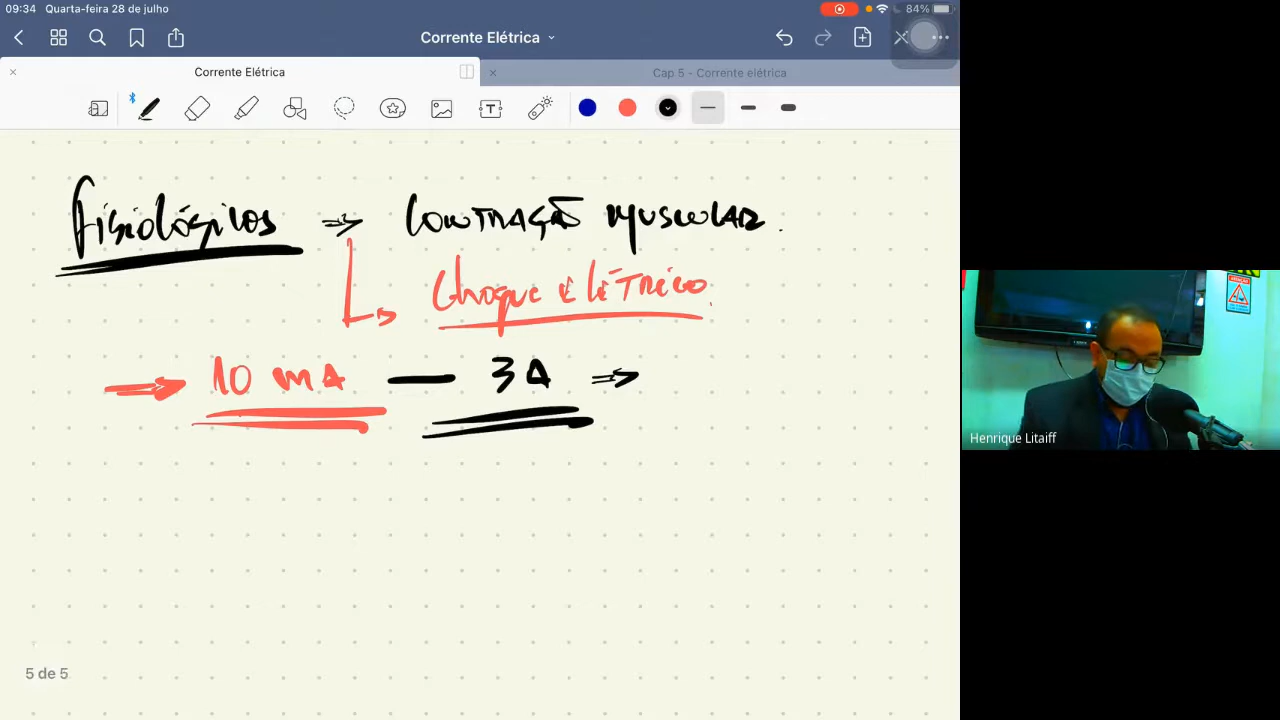 09:34 Quarta-feira 28 de julho
84%
Corrente Elétrica
Corrente Elétrica
Cap 5 - Corrente elétrica
T
fisiológicos ⇒ Contração muscular.
Choque elétrico.
⇒ 10 mA — 3A ⇒
5 de 5
Henrique Litaiff